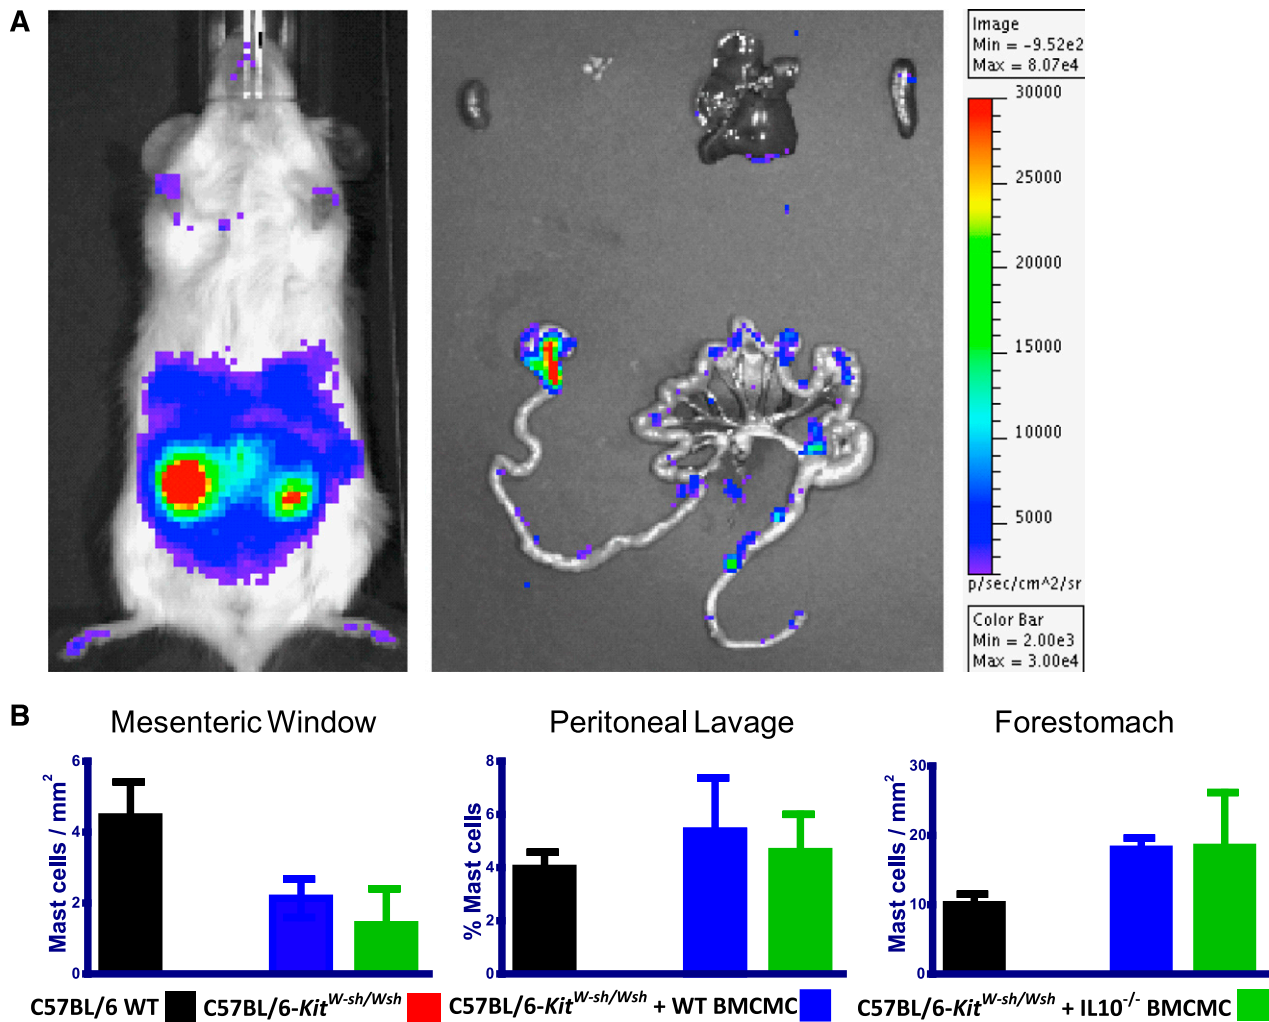 A
Image
Min = -9.52e2
Max = 8.07e4
30000
25000
20000
15000
10000
5000
p/sec/cm^2/sr
Color Bar
Min = 2.00e3
Max = 3.00e4
B
Mesenteric Window
Mast cells / mm²
6
4
2
0
Peritoneal Lavage
% Mast cells
8
6
4
2
0
Forestomach
Mast cells / mm²
30
20
10
0
C57BL/6 WT C57BL/6-Kit^W-sh/Wsh C57BL/6-Kit^W-sh/Wsh + WT BMCMC C57BL/6-Kit^W-sh/Wsh + IL10⁻/⁻ BMCMC